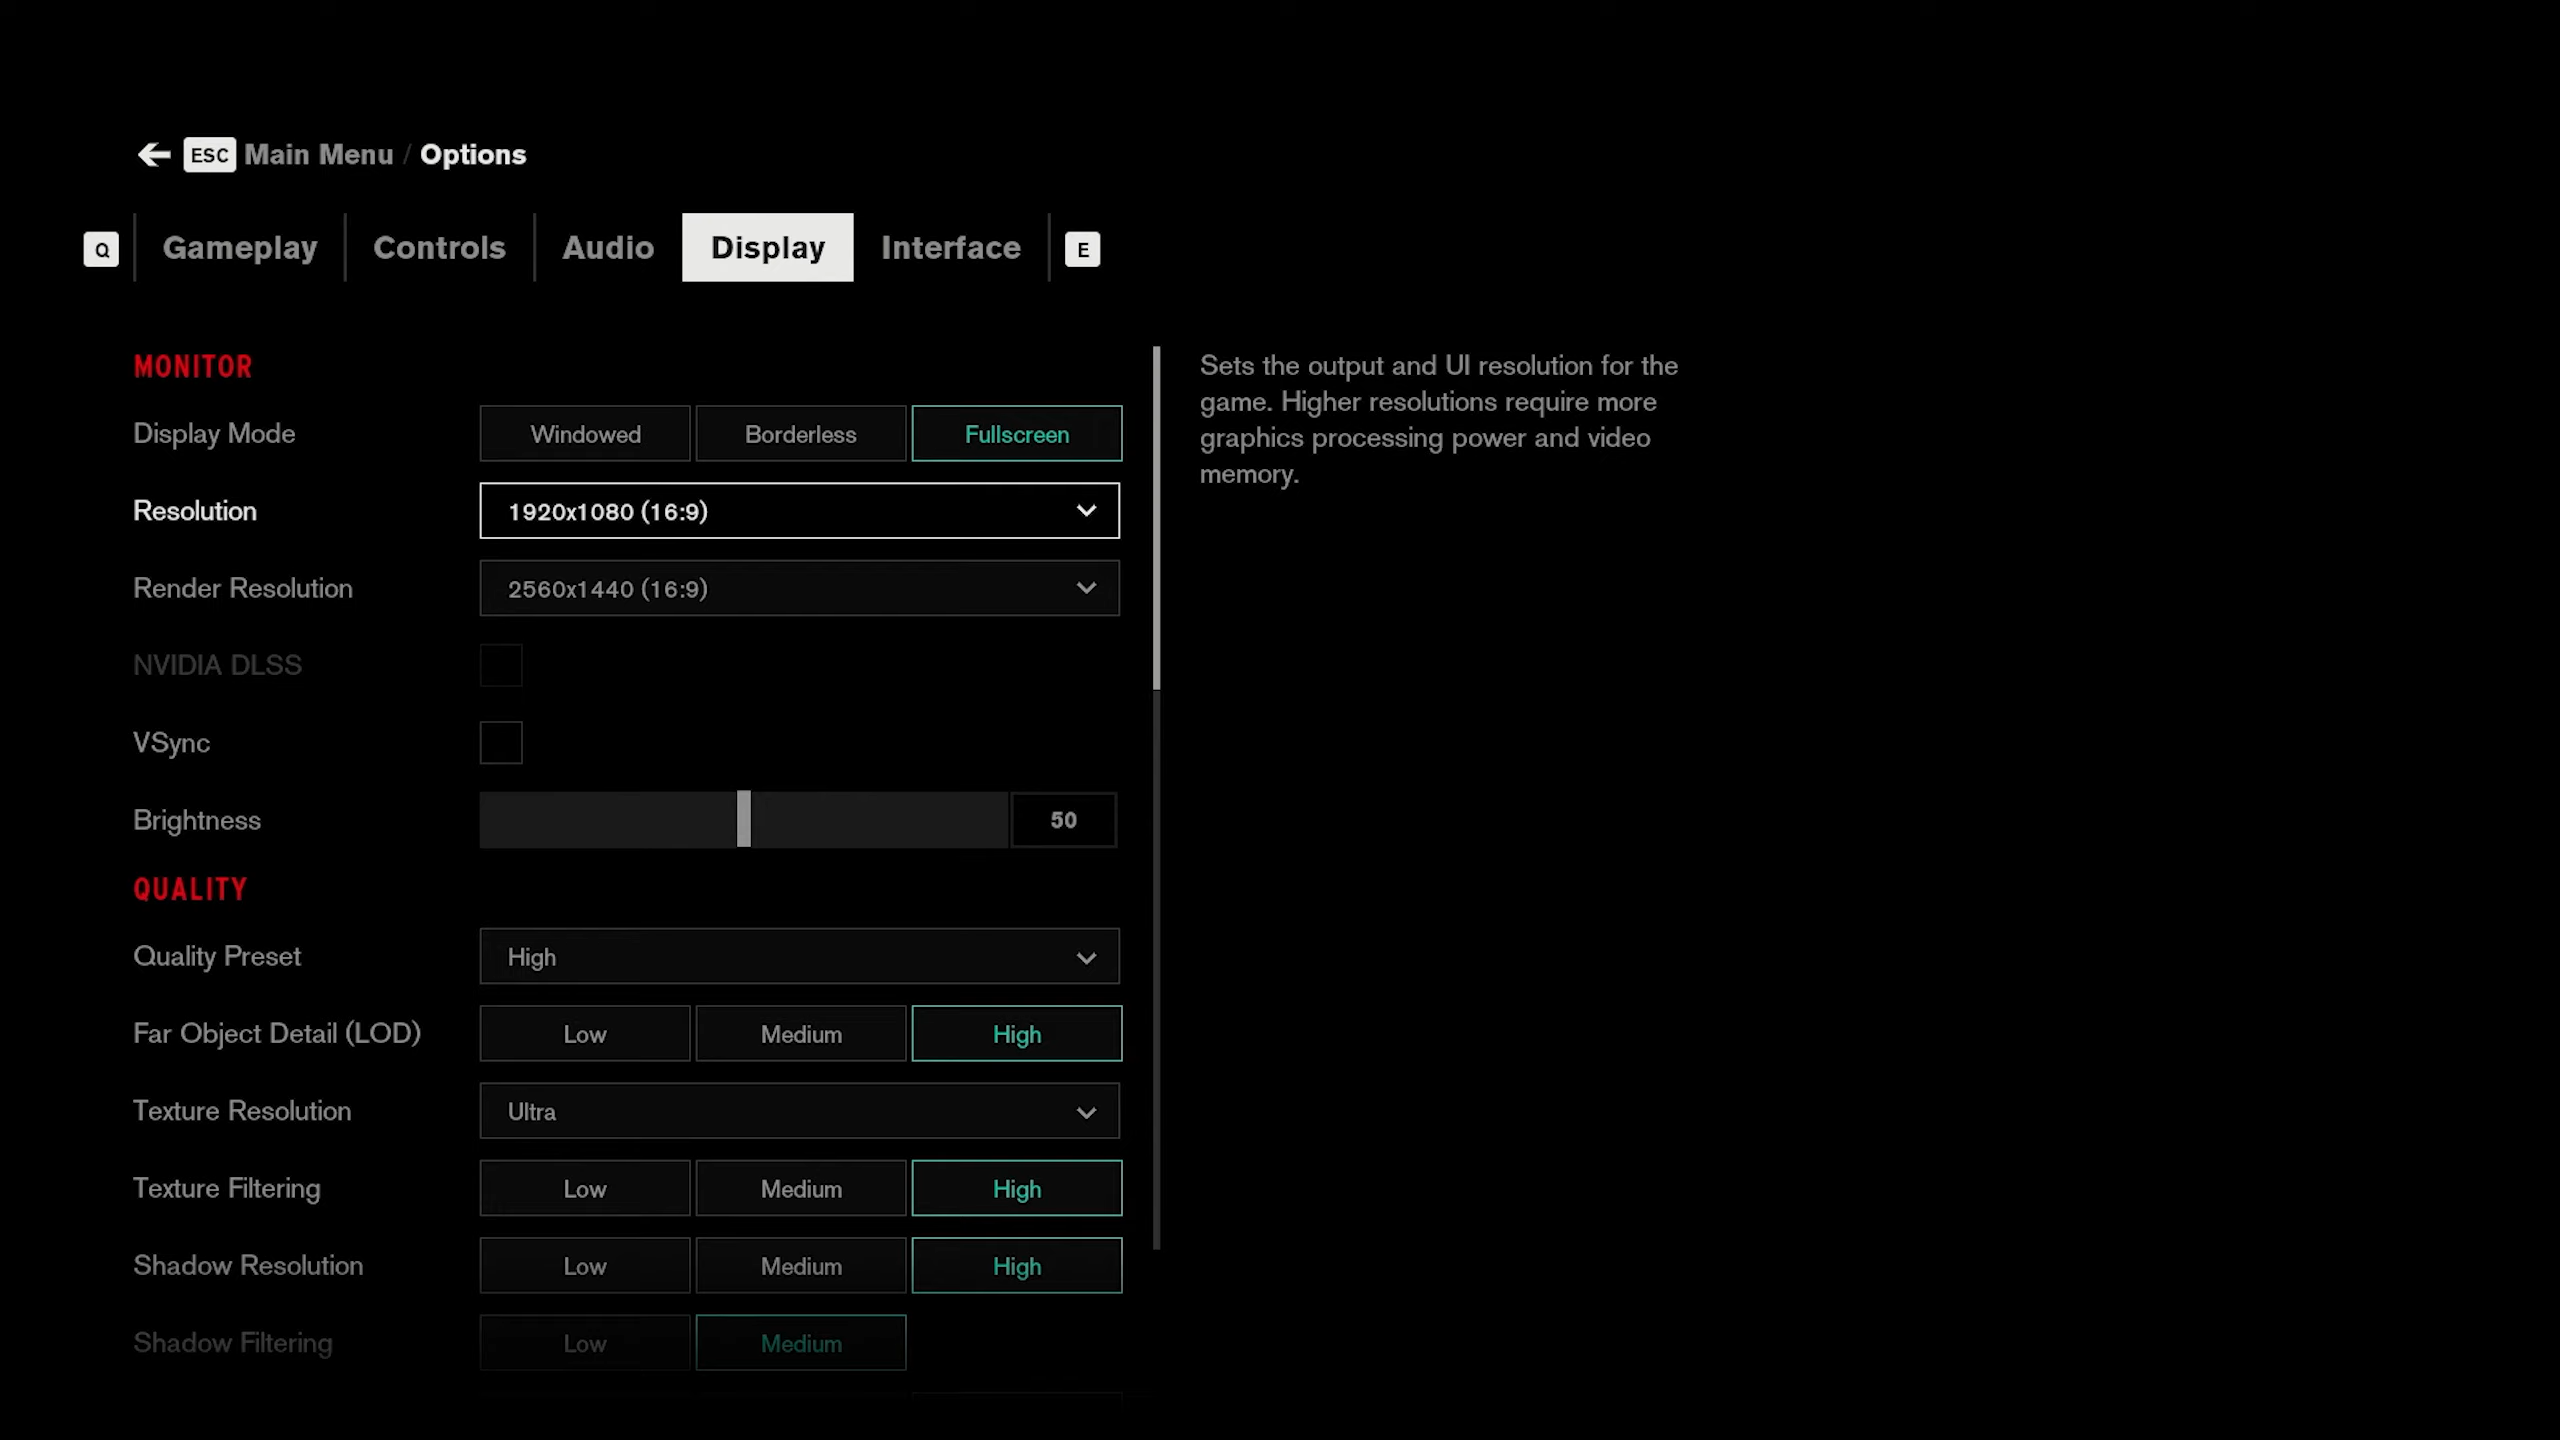 ESC Main Menu / Options
Q Gameplay Controls Audio Display Interface E
MONITOR
Display Mode Windowed Borderless Fullscreen
Resolution 1920x1080 (16:9)
Render Resolution 2560x1440 (16:9)
NVIDIA DLSS
VSync
Brightness 50
QUALITY
Quality Preset High
Far Object Detail (LOD) Low Medium High
Texture Resolution Ultra
Texture Filtering Low Medium High
Shadow Resolution Low Medium High
Shadow Filtering Low Medium
Sets the output and UI resolution for the
game. Higher resolutions require more
graphics processing power and video
memory.